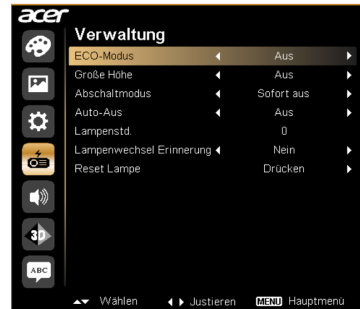 acer
Verwaltung
ECO-Modus Aus
Große Höhe Aus
Abschaltmodus Sofort aus
Auto-Aus Aus
Lampenstd. 0
Lampenwechsel Erinnerung Nein
Reset Lampe Drücken
3D
ABC
Wählen Justieren MENU Hauptmenü